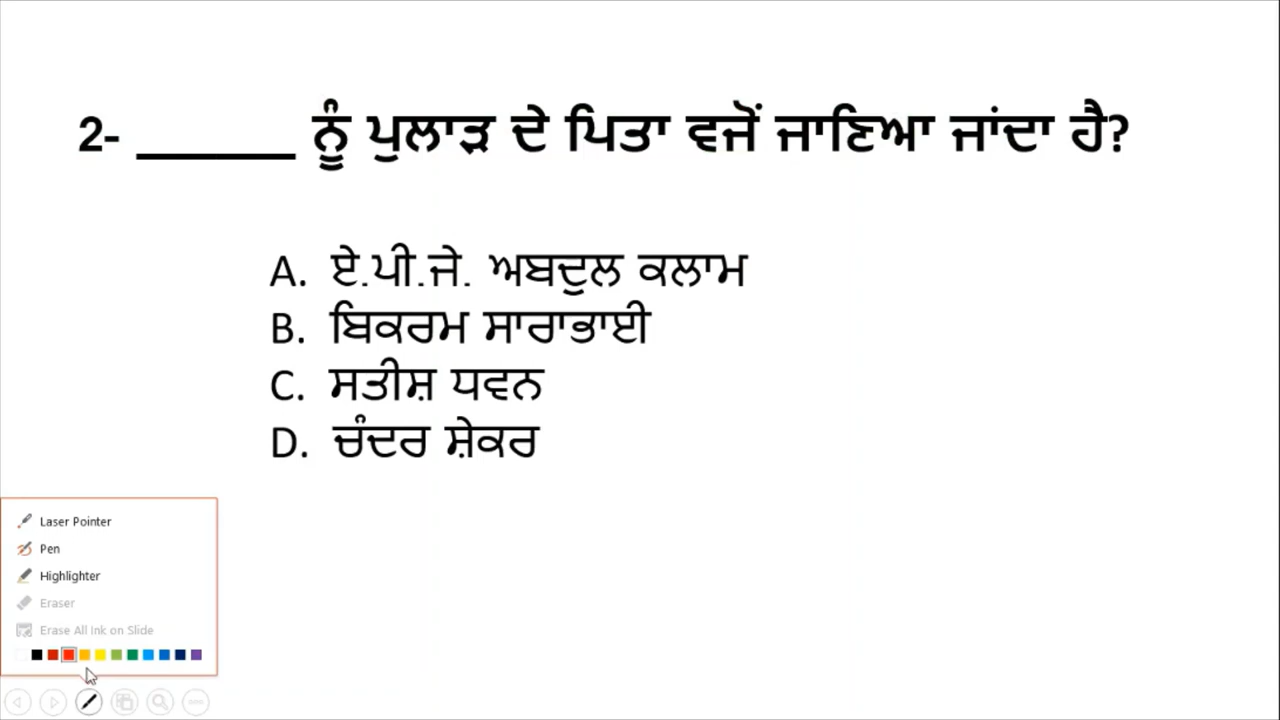 2- ______ ਨੂੰ ਪੁਲਾੜ ਦੇ ਪਿਤਾ ਵਜੋਂ ਜਾਣਿਆ ਜਾਂਦਾ ਹੈ?
A. ਏ.ਪੀ.ਜੇ. ਅਬਦੁਲ ਕਲਾਮ
B. ਬਿਕਰਮ ਸਾਰਾਭਾਈ
C. ਸਤੀਸ਼ ਧਵਨ
D. ਚੰਦਰ ਸ਼ੇਕਰ
Laser Pointer
Pen
Highlighter
Eraser
Erase All Ink on Slide